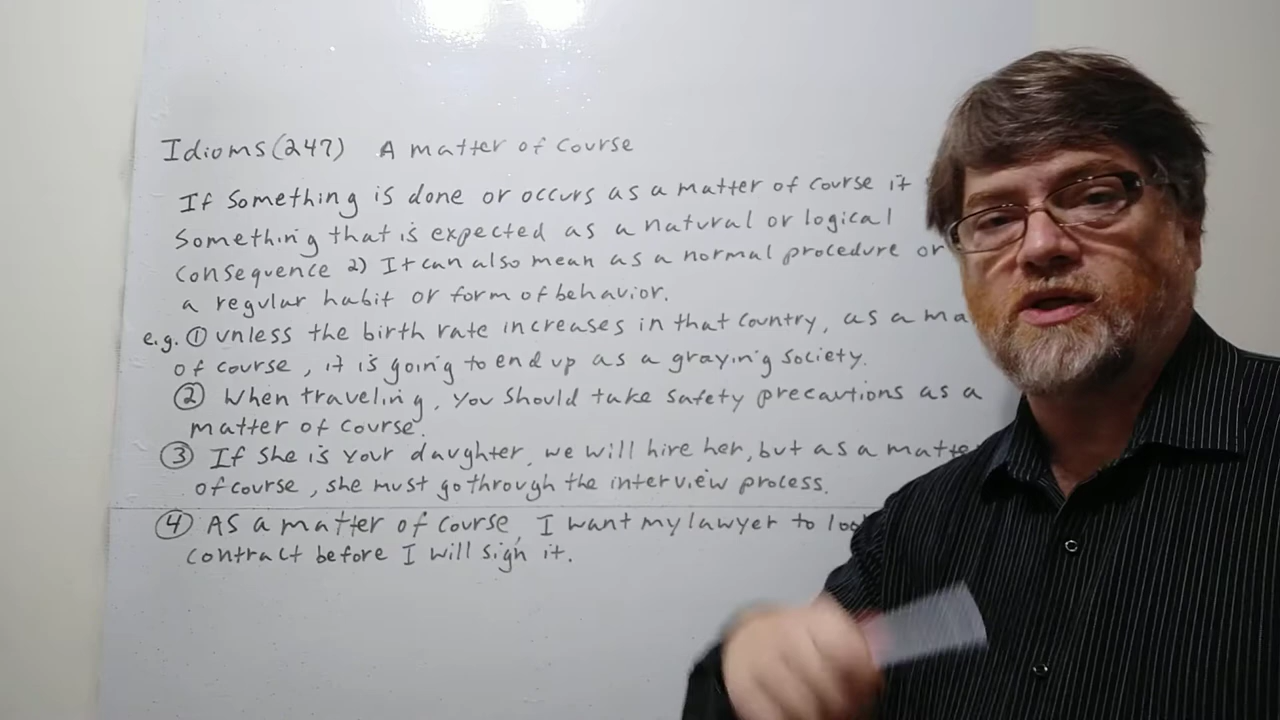 Idioms (247) A matter of course
If something is done or occurs as a matter of course it
something that is expected as a natural or logical
consequence 2) It can also mean as a normal procedure or
a regular habit or form of behavior.
e.g. ① unless the birth rate increases in that country, as a ma
of course, it is going to end up as a graying society.
② When traveling, you should take safety precautions as a
matter of course.
③ If she is your daughter, we will hire her, but as a matte
of course, she must go through the interview process.
④ As a matter of course, I want my lawyer to loo
contract before I will sign it.